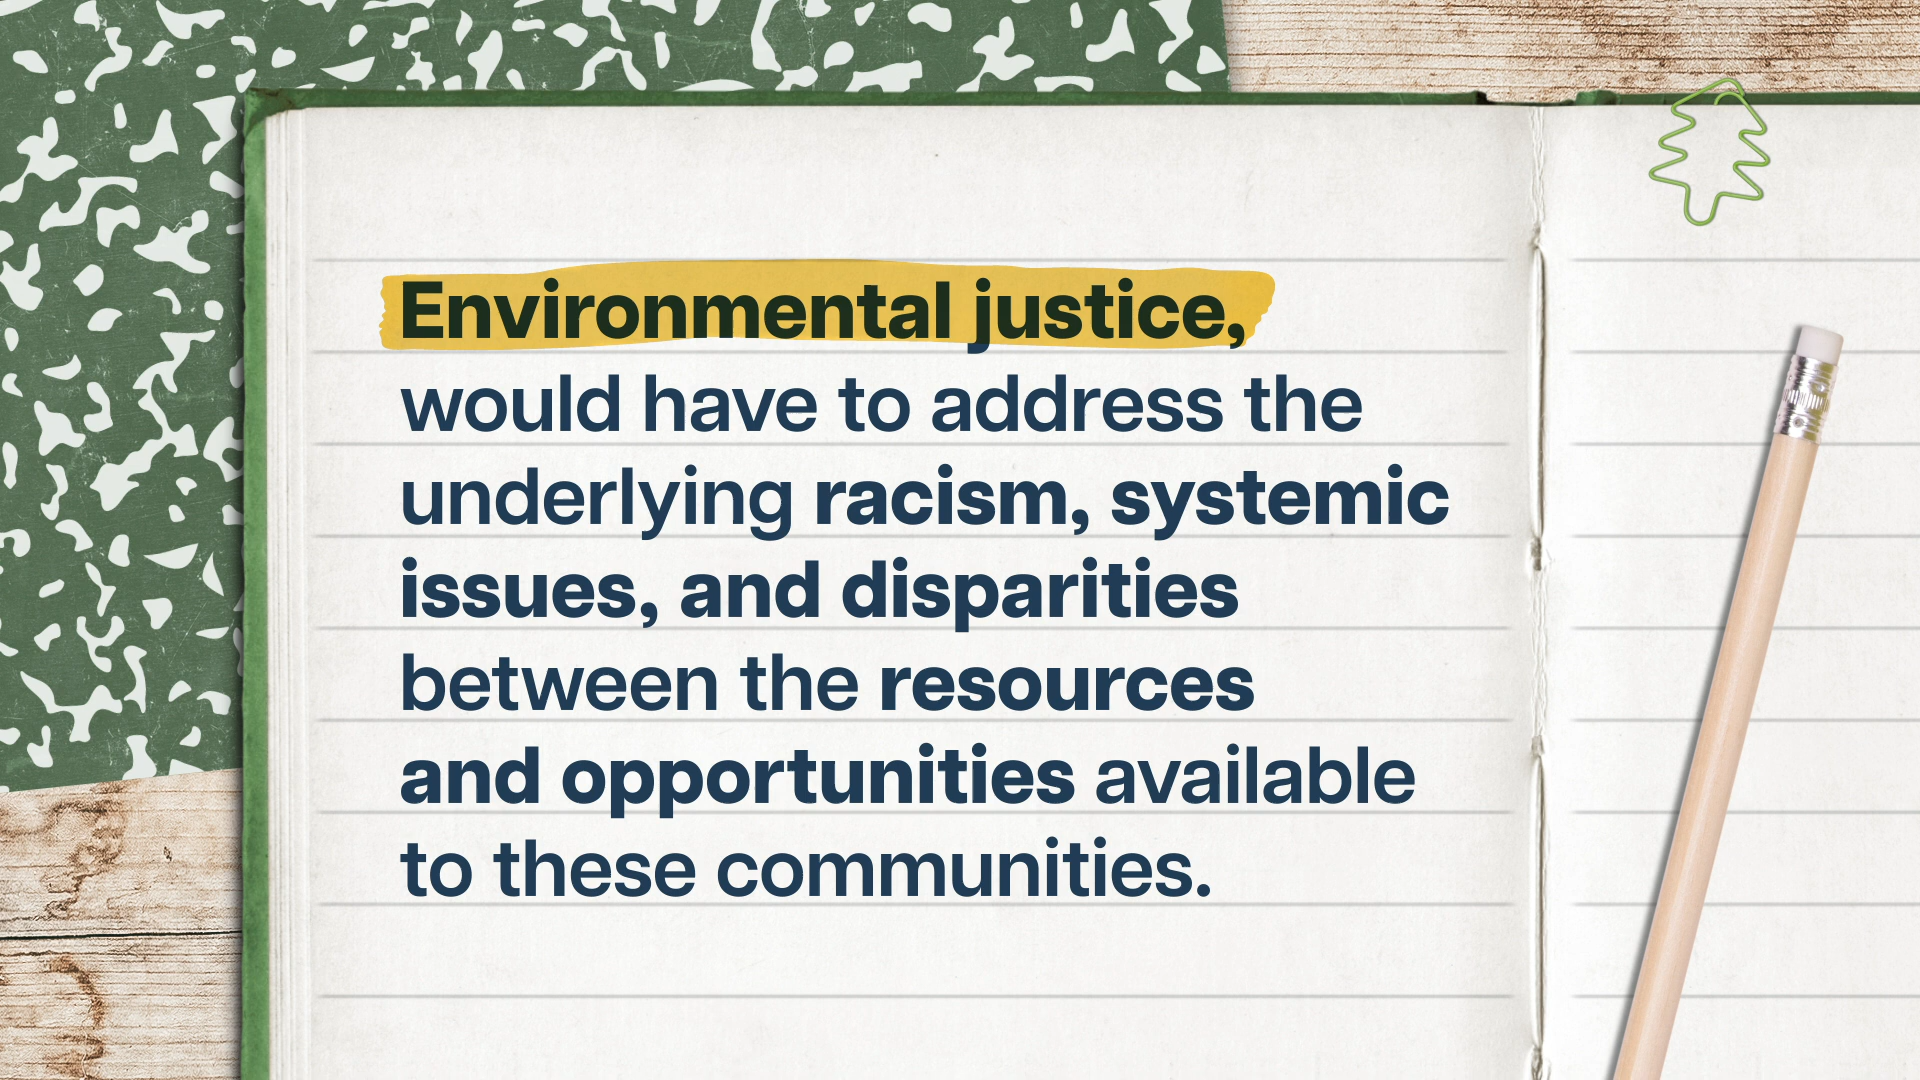 Environmental justice,
would have to address the
underlying racism, systemic
issues, and disparities
between the resources
and opportunities available
to these communities.